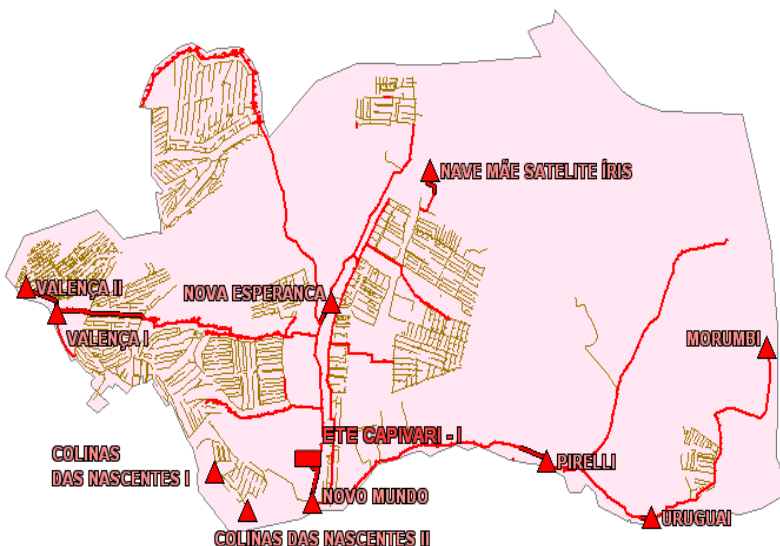 NAVE MÃE SATELITE ÍRIS
VALENÇA II
NOVA ESPERANCA
VALENÇA I
MORUMBI
ETE CAPIVARI - I
COLINAS
DAS NASCENTES I
PIRELLI
NOVO MUNDO
URUGUAI
COLINAS DAS NASCENTES II